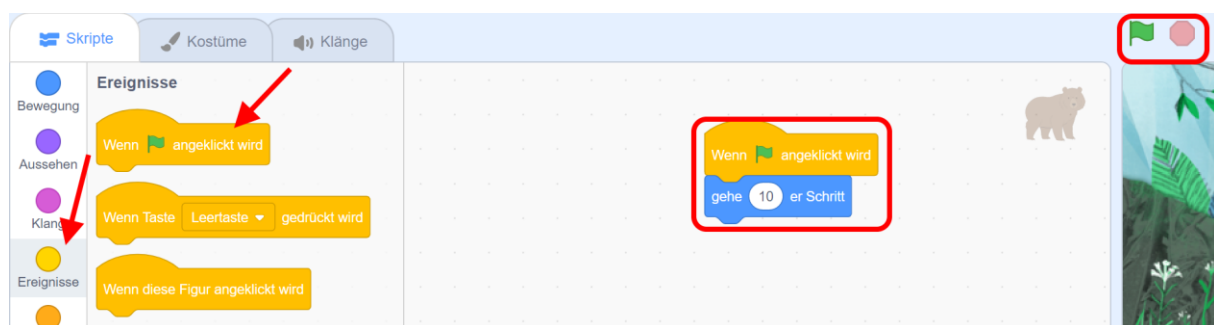 Skripte
Kostüme
Klänge
Bewegung
Aussehen
Klang
Ereignisse
Ereignisse
Wenn angeklickt wird
Wenn Taste Leertaste gedrückt wird
Wenn diese Figur angeklickt wird
Wenn angeklickt wird
gehe 10 er Schritt